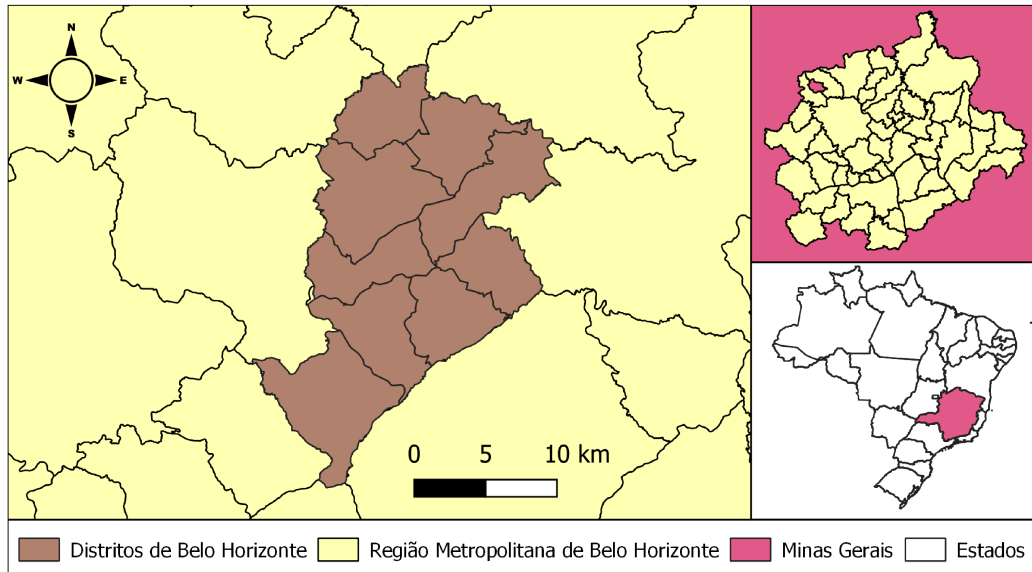 N
W E
S
0 5 10 km
Distritos de Belo Horizonte Região Metropolitana de Belo Horizonte Minas Gerais Estados